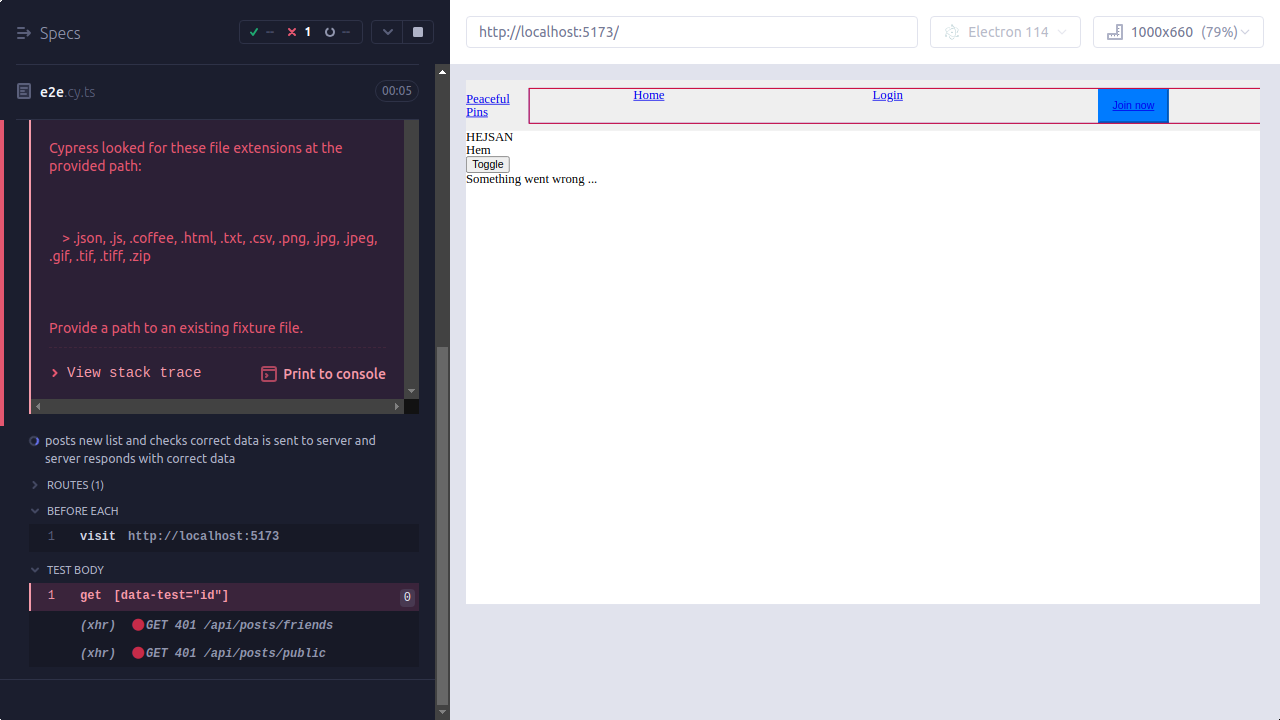 Specs
-- 1 --
e2e.cy.ts
00:05
Cypress looked for these file extensions at the
provided path:
> .json, .js, .coffee, .html, .txt, .csv, .png, .jpg, .jpeg,
.gif, .tif, .tiff, .zip
Provide a path to an existing fixture file.
View stack trace
Print to console
posts new list and checks correct data is sent to server and
server responds with correct data
ROUTES (1)
BEFORE EACH
1 visit http://localhost:5173
TEST BODY
1 get [data-test="id"] 0
(xhr) GET 401 /api/posts/friends
(xhr) GET 401 /api/posts/public
http://localhost:5173/
Electron 114
1000x660 (79%)
Peaceful
Pins
Home
Login
Join now
HEJSAN
Hem
Toggle
Something went wrong ...